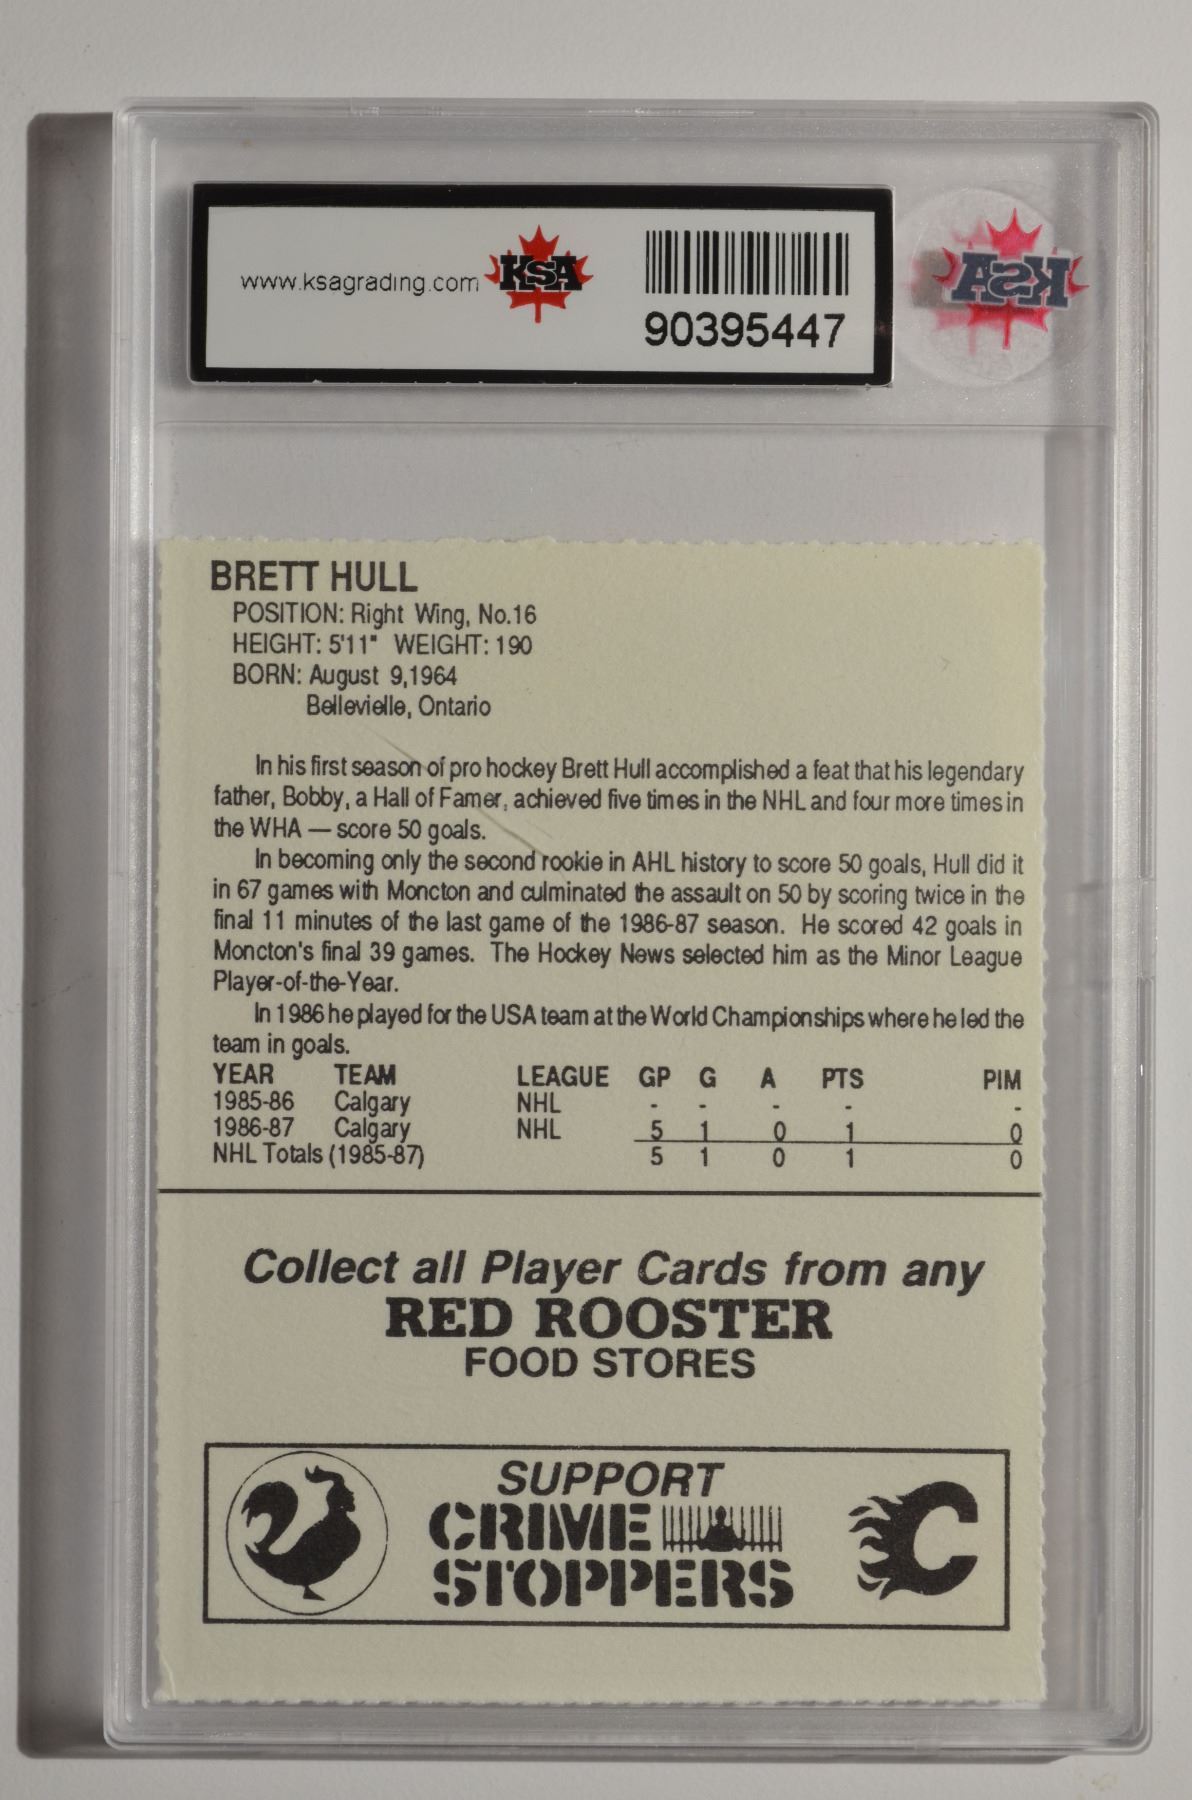 www.ksagrading.com KSA
90395447
KSA
BRETT HULL
POSITION: Right Wing, No.16
HEIGHT: 5'11" WEIGHT: 190
BORN: August 9,1964
Bellevielle, Ontario
In his first season of pro hockey Brett Hull accomplished a feat that his legendary
father, Bobby, a Hall of Famer, achieved five times in the NHL and four more times in
the WHA — score 50 goals.
In becoming only the second rookie in AHL history to score 50 goals, Hull did it
in 67 games with Moncton and culminated the assault on 50 by scoring twice in the
final 11 minutes of the last game of the 1986-87 season. He scored 42 goals in
Moncton's final 39 games. The Hockey News selected him as the Minor League
Player-of-the-Year.
In 1986 he played for the USA team at the World Championships where he led the
team in goals.
YEAR TEAM LEAGUE GP G A PTS PIM
1985-86 Calgary NHL - - - - -
1986-87 Calgary NHL 5 1 0 1 0
NHL Totals (1985-87) 5 1 0 1 0
Collect all Player Cards from any
RED ROOSTER
FOOD STORES
SUPPORT
CRIME
STOPPERS
C